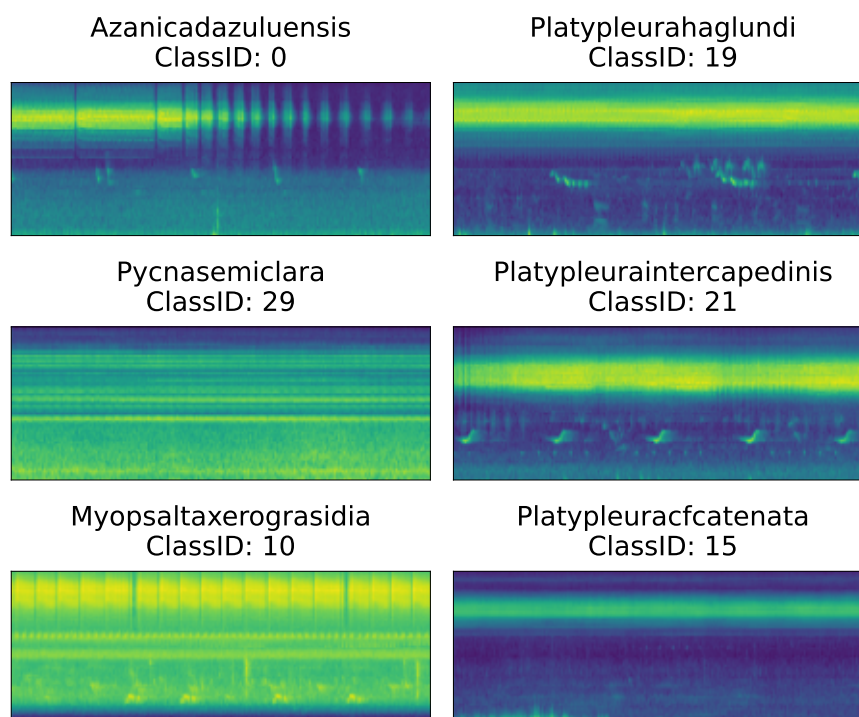 Azanicadazuluensis
ClassID: 0
Platypleurahaglundi
ClassID: 19
Pycnasemiclara
ClassID: 29
Platypleuraintercapedinis
ClassID: 21
Myopsaltaxerograsidia
ClassID: 10
Platypleuracfcatenata
ClassID: 15